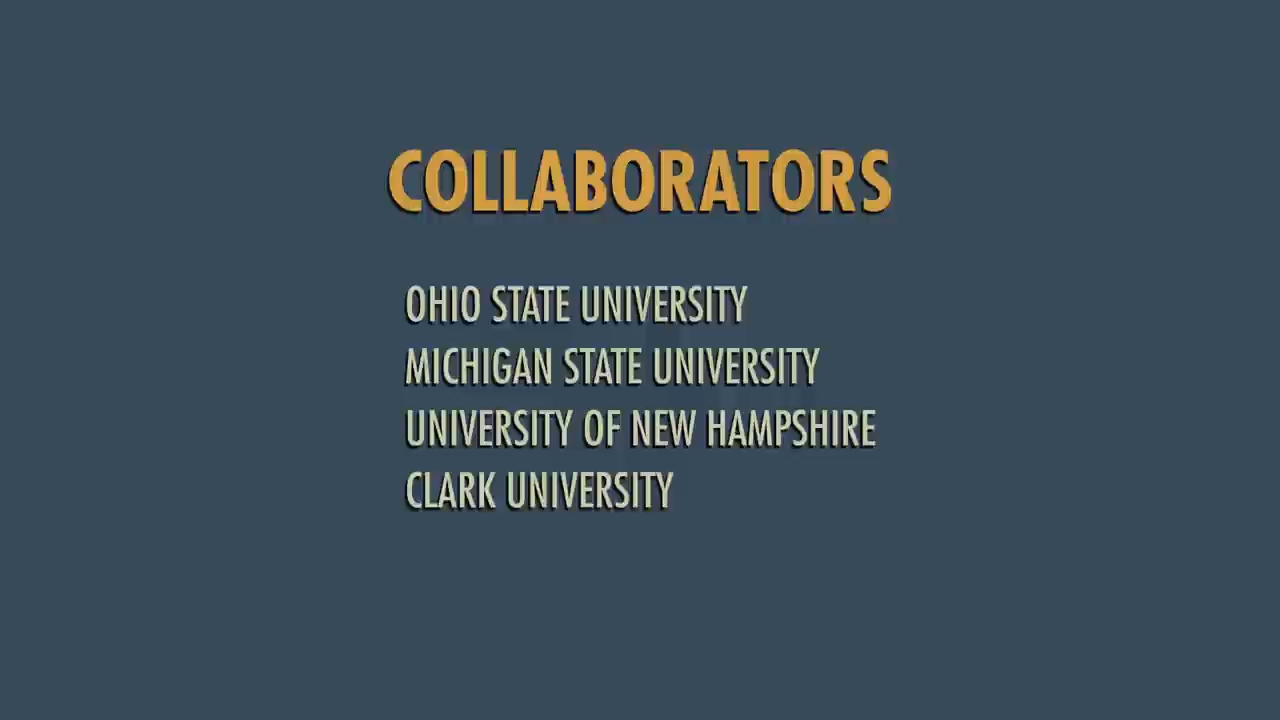 COLLABORATORS
OHIO STATE UNIVERSITY
MICHIGAN STATE UNIVERSITY
UNIVERSITY OF NEW HAMPSHIRE
CLARK UNIVERSITY